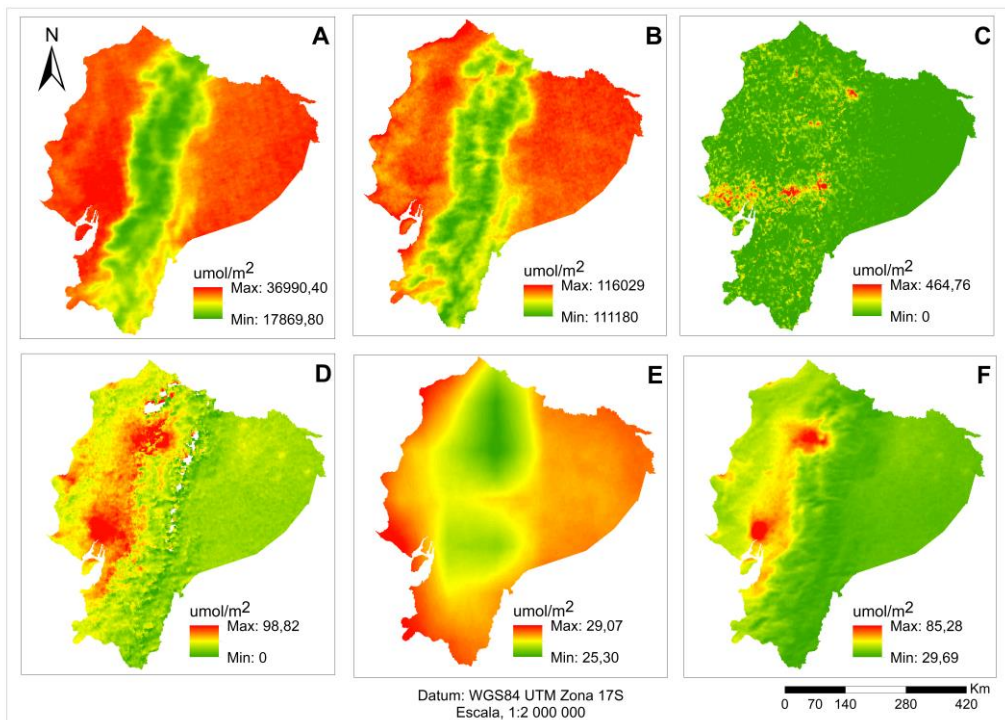 N
A
umol/m2
Max: 36990,40
Min: 17869,80
B
umol/m2
Max: 116029
Min: 111180
C
umol/m2
Max: 464,76
Min: 0
D
umol/m2
Max: 98,82
Min: 0
E
umol/m2
Max: 29,07
Min: 25,30
F
umol/m2
Max: 85,28
Min: 29,69
Datum: WGS84 UTM Zona 17S
Escala, 1:2 000 000
Km
0 70 140 280 420